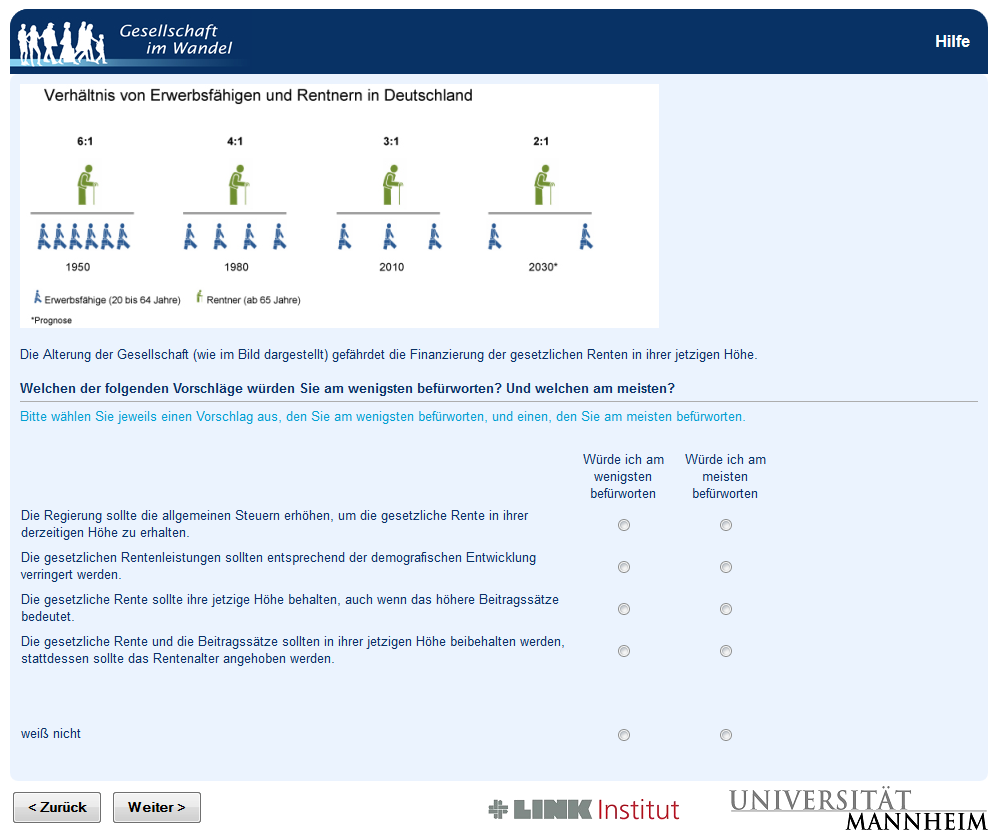 Gesellschaft
im Wandel
Hilfe
Verhältnis von Erwerbsfähigen und Rentnern in Deutschland
6:1 4:1 3:1 2:1
1950 1980 2010 2030*
Erwerbsfähige (20 bis 64 Jahre) Rentner (ab 65 Jahre)
*Prognose
Die Alterung der Gesellschaft (wie im Bild dargestellt) gefährdet die Finanzierung der gesetzlichen Renten in ihrer jetzigen Höhe.
Welchen der folgenden Vorschläge würden Sie am wenigsten befürworten? Und welchen am meisten?
Bitte wählen Sie jeweils einen Vorschlag aus, den Sie am wenigsten befürworten, und einen, den Sie am meisten befürworten.
Würde ich am Würde ich am
wenigsten meisten
befürworten befürworten
Die Regierung sollte die allgemeinen Steuern erhöhen, um die gesetzliche Rente in ihrer
derzeitigen Höhe zu erhalten.
Die gesetzlichen Rentenleistungen sollten entsprechend der demografischen Entwicklung
verringert werden.
Die gesetzliche Rente sollte ihre jetzige Höhe behalten, auch wenn das höhere Beitragssätze
bedeutet.
Die gesetzliche Rente und die Beitragssätze sollten in ihrer jetzigen Höhe beibehalten werden,
stattdessen sollte das Rentenalter angehoben werden.
weiß nicht
< Zurück Weiter >
LINK Institut
UNIVERSITÄT
MANNHEIM